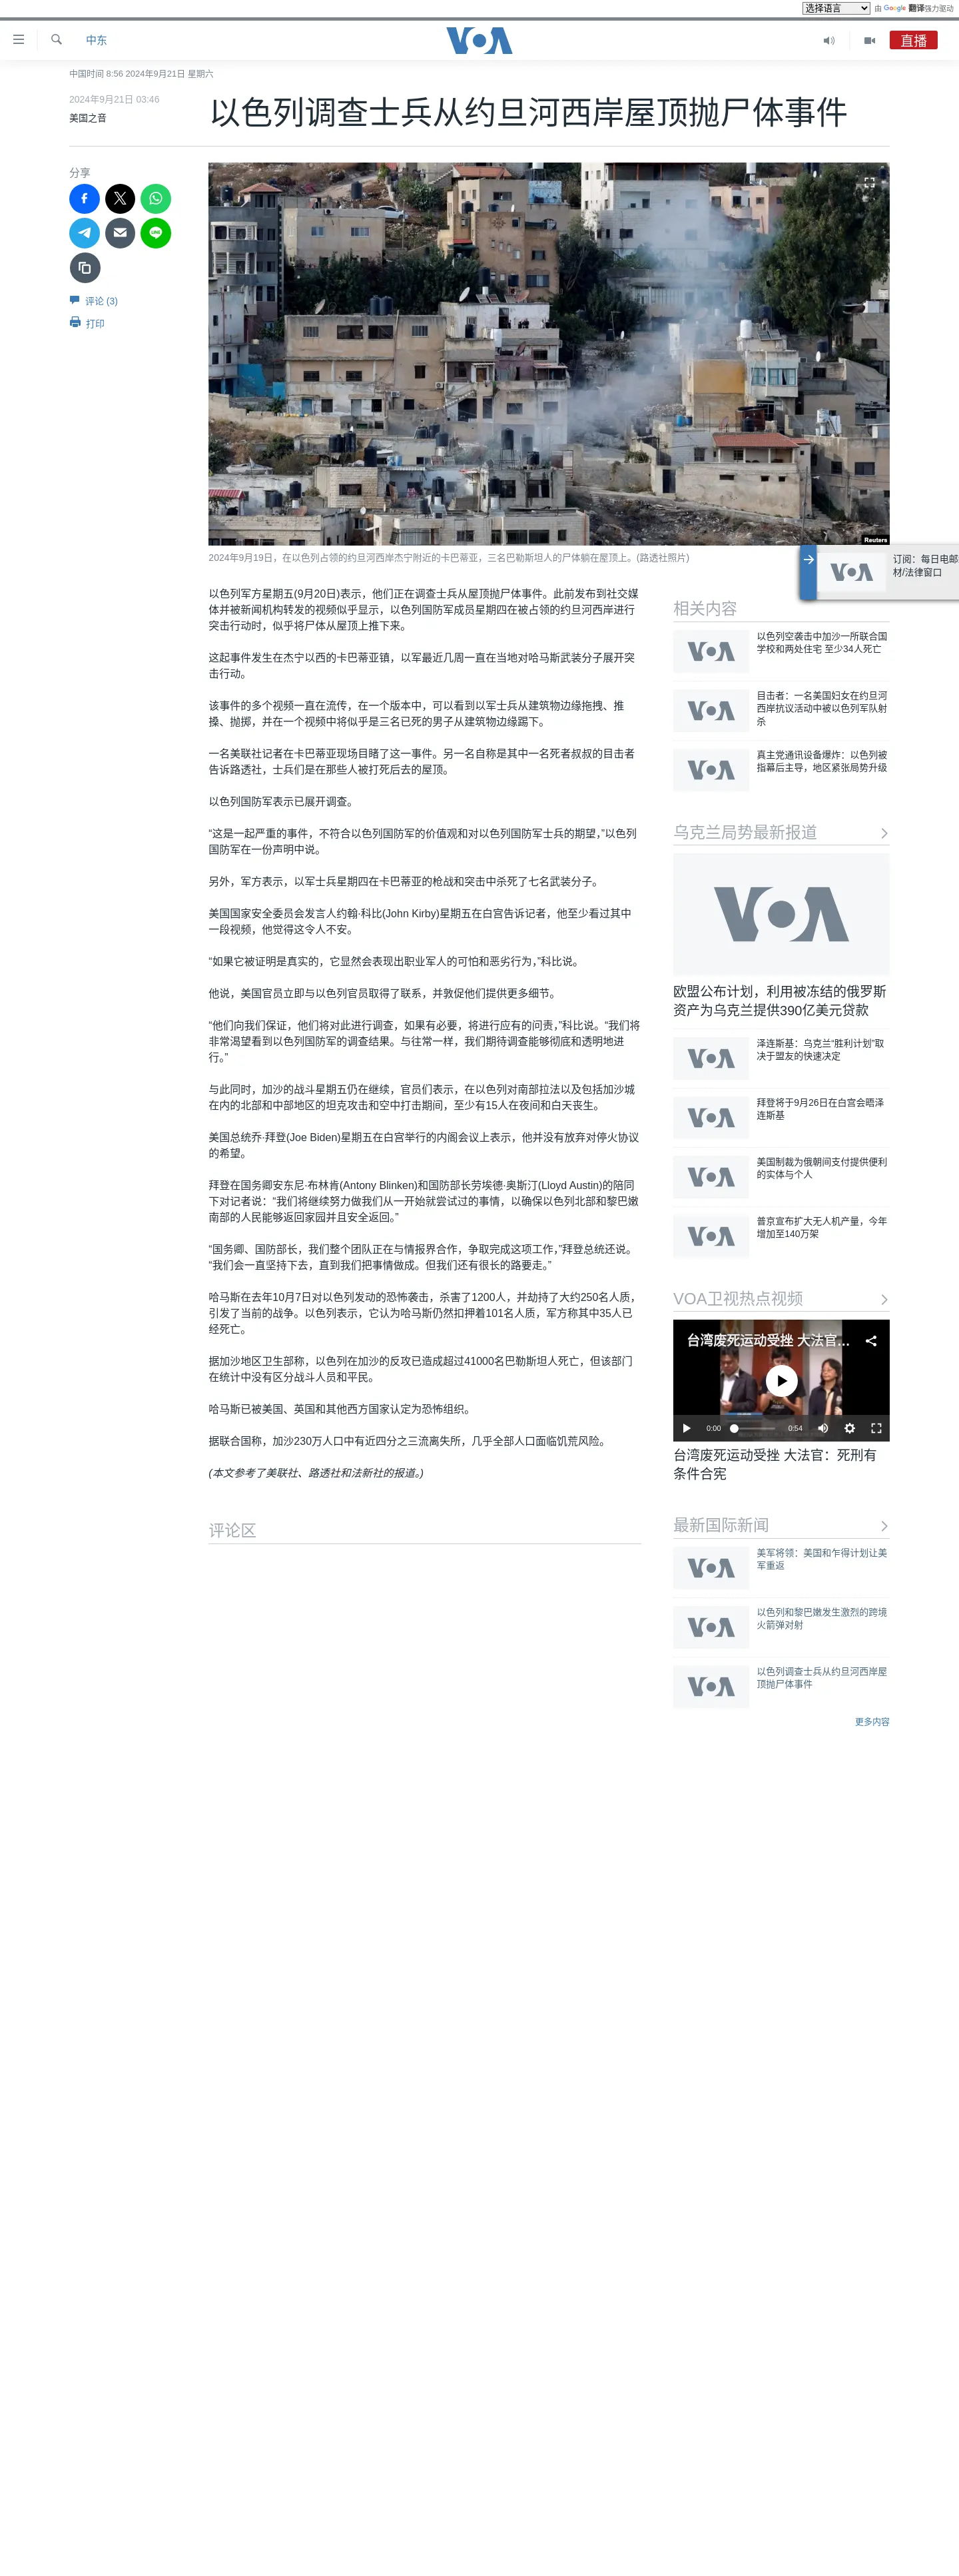 选择语言 由 Google 翻译强力驱动
中东
VOA
直播
中国时间 8:56 2024年9月21日 星期六
2024年9月21日 03:46
美国之音
以色列调查士兵从约旦河西岸屋顶抛尸体事件
分享
评论 (3)
打印
Reuters
2024年9月19日，在以色列占领的约旦河西岸杰宁附近的卡巴蒂亚，三名巴勒斯坦人的尸体躺在屋顶上。(路透社照片)
以色列军方星期五(9月20日)表示，他们正在调查士兵从屋顶抛尸体事件。此前发布到社交媒
体并被新闻机构转发的视频似乎显示，以色列国防军成员星期四在被占领的约旦河西岸进行
突击行动时，似乎将尸体从屋顶上推下来。
这起事件发生在杰宁以西的卡巴蒂亚镇，以军最近几周一直在当地对哈马斯武装分子展开突
击行动。
该事件的多个视频一直在流传，在一个版本中，可以看到以军士兵从建筑物边缘拖拽、推
搡、抛掷，并在一个视频中将似乎是三名已死的男子从建筑物边缘踢下。
一名美联社记者在卡巴蒂亚现场目睹了这一事件。另一名自称是其中一名死者叔叔的目击者
告诉路透社，士兵们是在那些人被打死后去的屋顶。
以色列国防军表示已展开调查。
“这是一起严重的事件，不符合以色列国防军的价值观和对以色列国防军士兵的期望，”以色列
国防军在一份声明中说。
另外，军方表示，以军士兵星期四在卡巴蒂亚的枪战和突击中杀死了七名武装分子。
美国国家安全委员会发言人约翰·科比(John Kirby)星期五在白宫告诉记者，他至少看过其中
一段视频，他觉得这令人不安。
“如果它被证明是真实的，它显然会表现出职业军人的可怕和恶劣行为，”科比说。
他说，美国官员立即与以色列官员取得了联系，并敦促他们提供更多细节。
“他们向我们保证，他们将对此进行调查，如果有必要，将进行应有的问责，”科比说。“我们将
非常渴望看到以色列国防军的调查结果。与往常一样，我们期待调查能够彻底和透明地进
行。”
与此同时，加沙的战斗星期五仍在继续，官员们表示，在以色列对南部拉法以及包括加沙城
在内的北部和中部地区的坦克攻击和空中打击期间，至少有15人在夜间和白天丧生。
美国总统乔·拜登(Joe Biden)星期五在白宫举行的内阁会议上表示，他并没有放弃对停火协议
的希望。
拜登在国务卿安东尼·布林肯(Antony Blinken)和国防部长劳埃德·奥斯汀(Lloyd Austin)的陪同
下对记者说：“我们将继续努力做我们从一开始就尝试过的事情，以确保以色列北部和黎巴嫩
南部的人民能够返回家园并且安全返回。”
“国务卿、国防部长，我们整个团队正在与情报界合作，争取完成这项工作，”拜登总统还说。
“我们会一直坚持下去，直到我们把事情做成。但我们还有很长的路要走。”
哈马斯在去年10月7日对以色列发动的恐怖袭击，杀害了1200人，并劫持了大约250名人质，
引发了当前的战争。以色列表示，它认为哈马斯仍然扣押着101名人质，军方称其中35人已
经死亡。
据加沙地区卫生部称，以色列在加沙的反攻已造成超过41000名巴勒斯坦人死亡，但该部门
在统计中没有区分战斗人员和平民。
哈马斯已被美国、英国和其他西方国家认定为恐怖组织。
据联合国称，加沙230万人口中有近四分之三流离失所，几乎全部人口面临饥荒风险。
(本文参考了美联社、路透社和法新社的报道。)
评论区
订阅：每日电邮
材/法律窗口
VOA
相关内容
VOA
以色列空袭击中加沙一所联合国
学校和两处住宅 至少34人死亡
VOA
目击者：一名美国妇女在约旦河
西岸抗议活动中被以色列军队射
杀
VOA
真主党通讯设备爆炸：以色列被
指幕后主导，地区紧张局势升级
乌克兰局势最新报道
VOA
欧盟公布计划，利用被冻结的俄罗斯
资产为乌克兰提供390亿美元贷款
VOA
泽连斯基：乌克兰“胜利计划”取
决于盟友的快速决定
VOA
拜登将于9月26日在白宫会晤泽
连斯基
VOA
美国制裁为俄朝间支付提供便利
的实体与个人
VOA
普京宣布扩大无人机产量，今年
增加至140万架
VOA卫视热点视频
台湾废死运动受挫 大法官...
0:00 0:54
台湾废死运动受挫 大法官：死刑有
条件合宪
最新国际新闻
VOA
美军将领：美国和乍得计划让美
军重返
VOA
以色列和黎巴嫩发生激烈的跨境
火箭弹对射
VOA
以色列调查士兵从约旦河西岸屋
顶抛尸体事件
更多内容